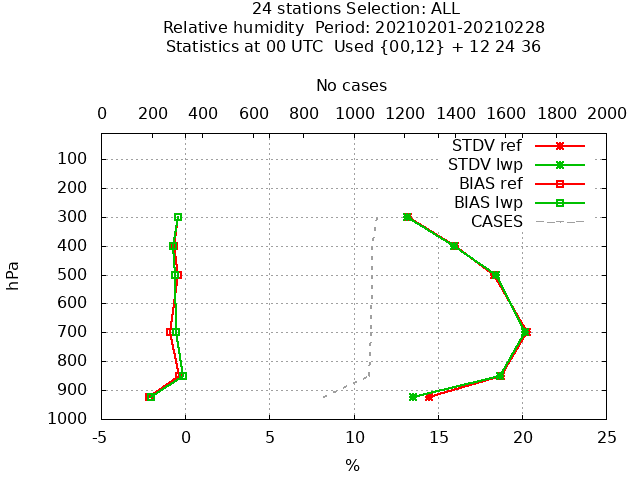 24 stations Selection: ALL
Relative humidity  Period: 20210201-20210228
Statistics at 00 UTC  Used {00,12} + 12 24 36
No cases
0 200 400 600 800 1000 1200 1400 1600 1800 2000
STDV ref
STDV lwp
BIAS ref
BIAS lwp
CASES
hPa
100
200
300
400
500
600
700
800
900
1000
-5 0 5 10 15 20 25
%